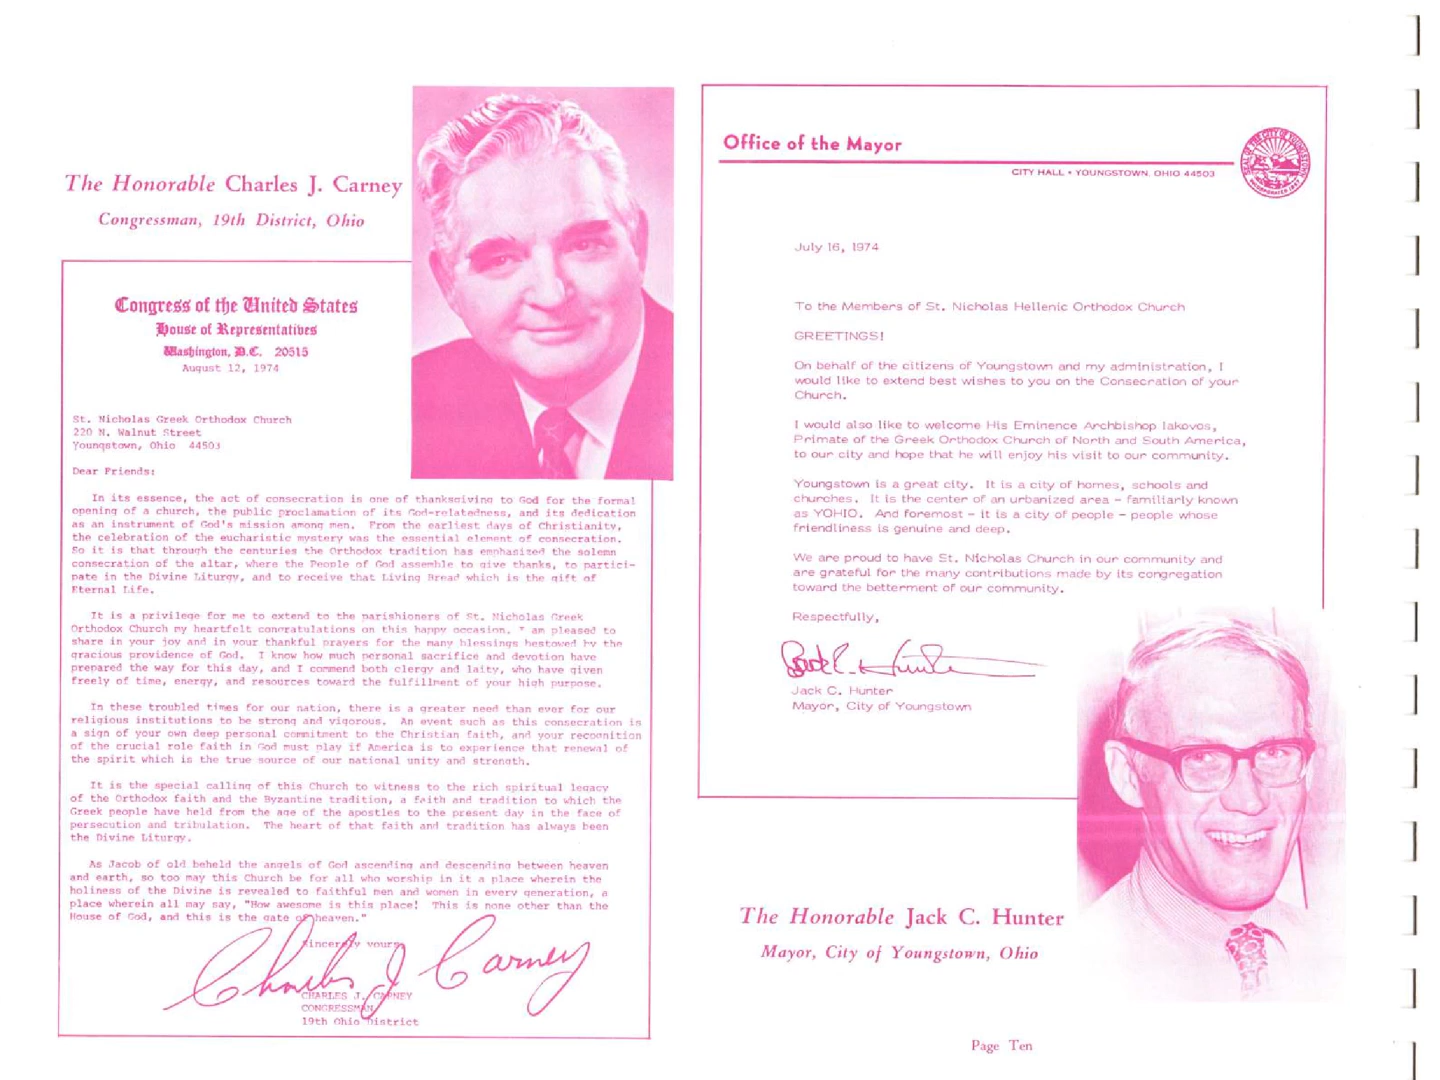 The Honorable Charles J. Carney
Congressman, 19th District, Ohio
Congress of the United States
House of Representatives
Washington, D.C. 20515
August 12, 1974
St. Nicholas Greek Orthodox Church
220 N. Walnut Street
Youngstown, Ohio 44503
Dear Friends:
In its essence, the act of consecration is one of thanksgiving to God for the formal
opening of a church, the public proclamation of its God-relatedness, and its dedication
as an instrument of God's mission among men. From the earliest days of Christianity,
the celebration of the eucharistic mystery was the essential element of consecration.
So it is that through the centuries the Orthodox tradition has emphasized the solemn
consecration of the altar, where the People of God assemble to give thanks, to partici-
pate in the Divine Liturgy, and to receive that Living Bread which is the gift of
Eternal Life.
It is a privilege for me to extend to the parishioners of St. Nicholas Greek
Orthodox Church my heartfelt congratulations on this happy occasion. I am pleased to
share in your joy and in your thankful prayers for the many blessings bestowed by the
gracious providence of God. I know how much personal sacrifice and devotion have
prepared the way for this day, and I commend both clergy and laity, who have given
freely of time, energy, and resources toward the fulfillment of your high purpose.
In these troubled times for our nation, there is a greater need than ever for our
religious institutions to be strong and vigorous. An event such as this consecration is
a sign of your own deep personal commitment to the Christian faith, and your recognition
of the crucial role faith in God must play if America is to experience that renewal of
the spirit which is the true source of our national unity and strength.
It is the special calling of this Church to witness to the rich spiritual legacy
of the Orthodox faith and the Byzantine tradition, a faith and tradition to which the
Greek people have held from the age of the apostles to the present day in the face of
persecution and tribulation. The heart of that faith and tradition has always been
the Divine Liturgy.
As Jacob of old beheld the angels of God ascending and descending between heaven
and earth, so too may this Church be for all who worship in it a place wherein the
holiness of the Divine is revealed to faithful men and women in every generation, a
place wherein all may say, "How awesome is this place! This is none other than the
House of God, and this is the gate of heaven."
Sincerely yours,
Charles J Carney
CHARLES J. CARNEY
CONGRESSMAN
19th Ohio District
Office of the Mayor
CITY HALL • YOUNGSTOWN, OHIO 44503
SEAL OF THE CITY OF YOUNGSTOWN
INCORPORATED 1867
July 16, 1974
To the Members of St. Nicholas Hellenic Orthodox Church
GREETINGS!
On behalf of the citizens of Youngstown and my administration, I
would like to extend best wishes to you on the Consecration of your
Church.
I would also like to welcome His Eminence Archbishop Iakovos,
Primate of the Greek Orthodox Church of North and South America,
to our city and hope that he will enjoy his visit to our community.
Youngstown is a great city. It is a city of homes, schools and
churches. It is the center of an urbanized area - familiarly known
as YOHIO. And foremost - it is a city of people - people whose
friendliness is genuine and deep.
We are proud to have St. Nicholas Church in our community and
are grateful for the many contributions made by its congregation
toward the betterment of our community.
Respectfully,
Jack C. Hunter
Jack C. Hunter
Mayor, City of Youngstown
The Honorable Jack C. Hunter
Mayor, City of Youngstown, Ohio
Page Ten